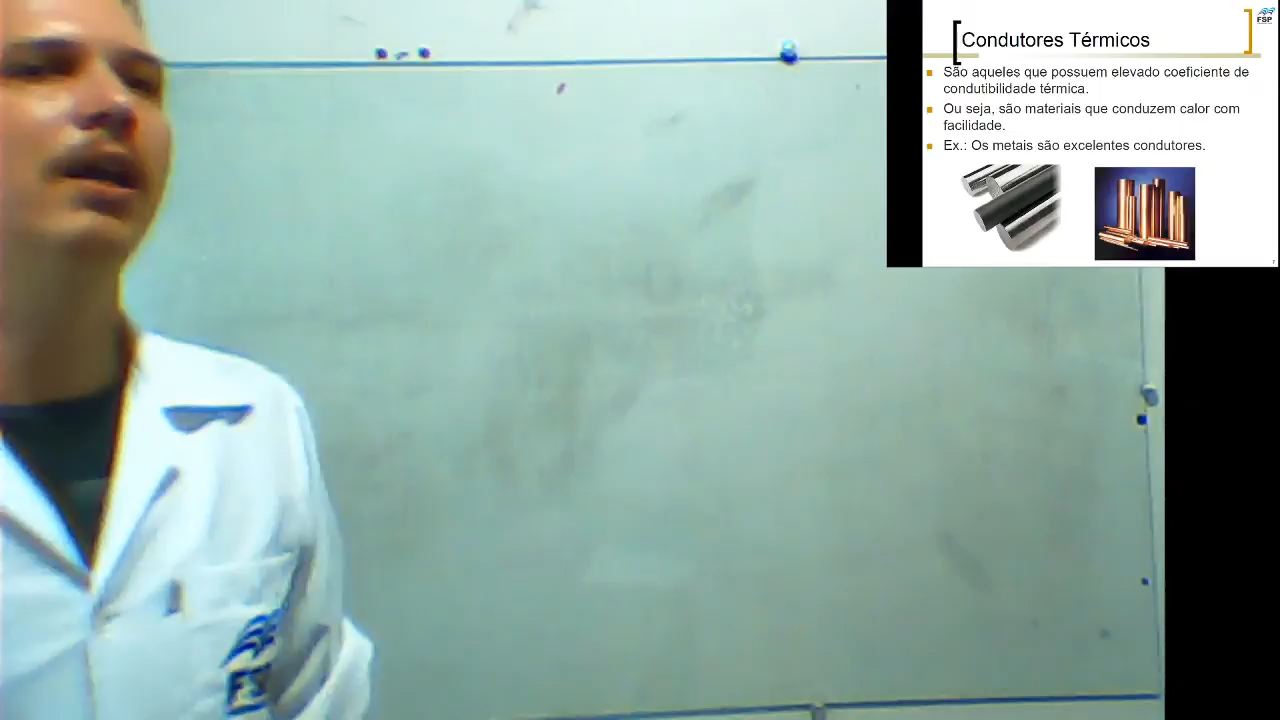 FSP
Condutores Térmicos
São aqueles que possuem elevado coeficiente de
condutibilidade térmica.
Ou seja, são materiais que conduzem calor com
facilidade.
Ex.: Os metais são excelentes condutores.